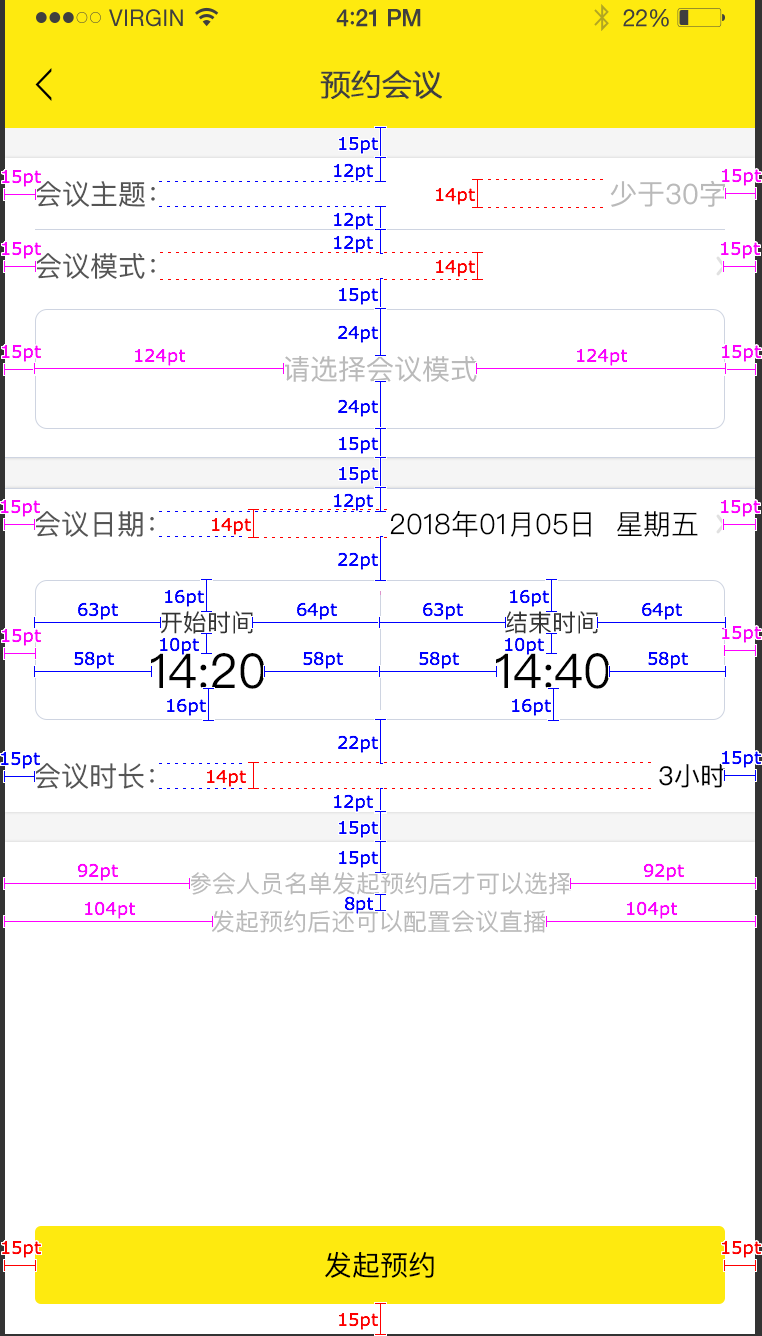 ●●●○○ VIRGIN 4:21 PM 22%
预约会议
15pt
12pt
15pt 会议主题： 14pt 少于30字 15pt
12pt
12pt
15pt 会议模式： 14pt 15pt
15pt
24pt
15pt 124pt 请选择会议模式 124pt 15pt
24pt
15pt
15pt
12pt
15pt 会议日期： 14pt 2018年01月05日 星期五 15pt
22pt
16pt 16pt
63pt 开始时间 64pt 63pt 结束时间 64pt
15pt 10pt 10pt 15pt
58pt 14:20 58pt 58pt 14:40 58pt
16pt 16pt
22pt
15pt 会议时长： 14pt 3小时 15pt
12pt
15pt
15pt
92pt 参会人员名单发起预约后才可以选择 92pt
8pt
104pt 发起预约后还可以配置会议直播 104pt
15pt 发起预约 15pt
15pt